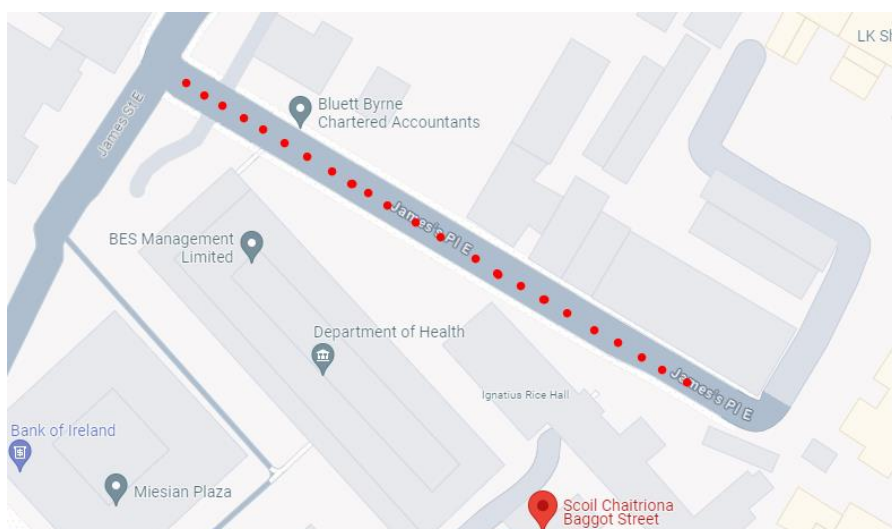 LK Sh
James St E
Bluett Byrne
Chartered Accountants
James's Pl E
BES Management
Limited
Department of Health
James's Pl E
Ignatius Rice Hall
Bank of Ireland
Miesian Plaza
Scoil Chaitriona
Baggot Street